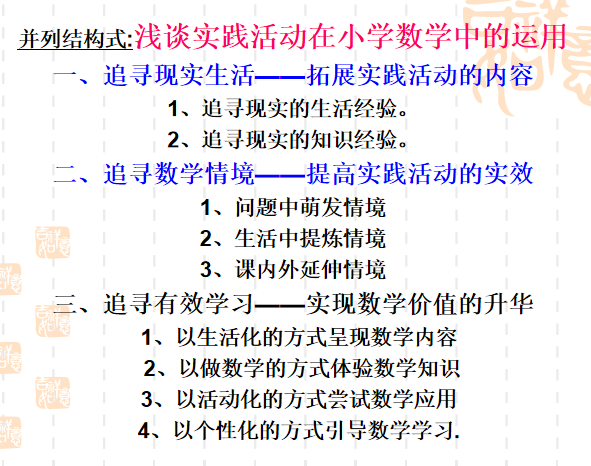 并列结构式:浅谈实践活动在小学数学中的运用
一、追寻现实生活——拓展实践活动的内容
1、追寻现实的生活经验。
2、追寻现实的知识经验。
二、追寻数学情境——提高实践活动的实效
1、问题中萌发情境
2、生活中提炼情境
3、课内外延伸情境
三、追寻有效学习——实现数学价值的升华
1、以生活化的方式呈现数学内容
2、以做数学的方式体验数学知识
3、以活动化的方式尝试数学应用
4、以个性化的方式引导数学学习.